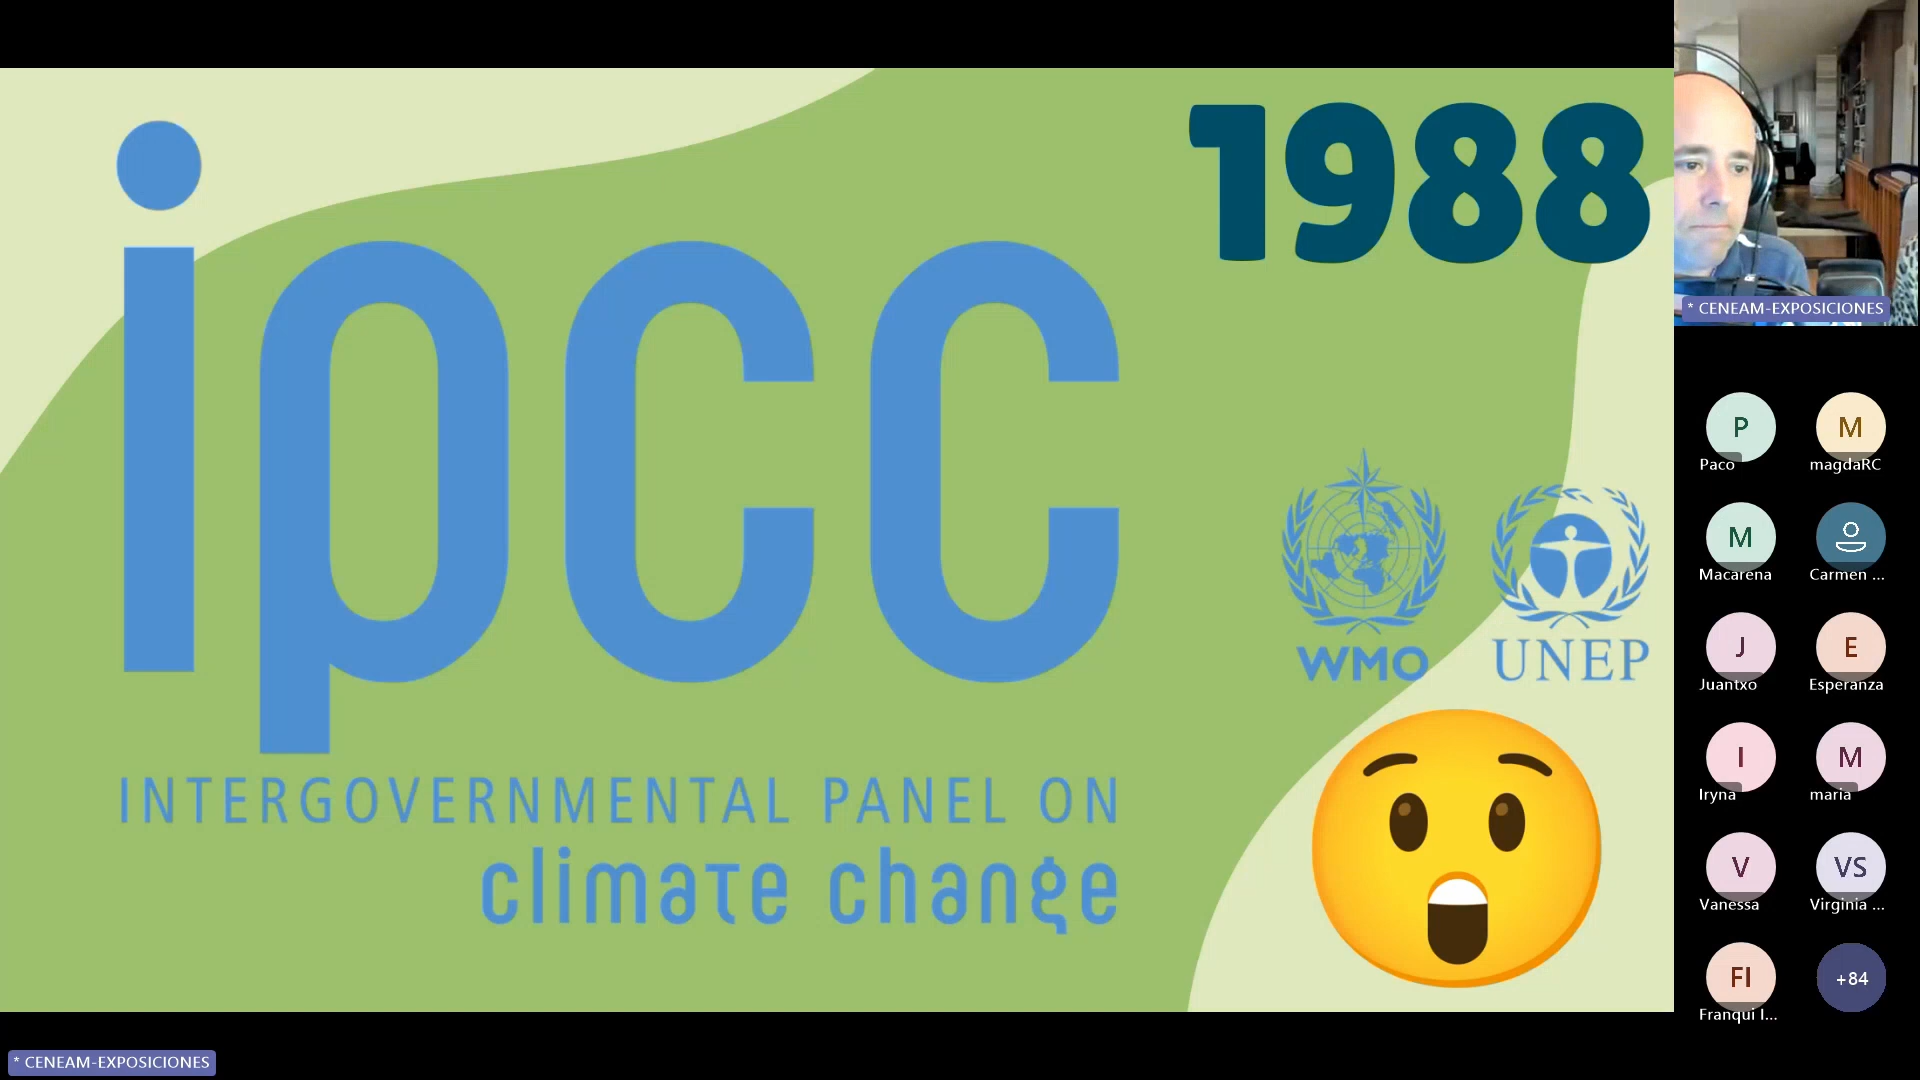 1988
ipcc
WMO
UNEP
INTERGOVERNMENTAL PANEL ON
climate change
* CENEAM-EXPOSICIONES
P
Paco
M
magdaRC
M
Macarena
Carmen ...
J
Juantxo
E
Esperanza
I
Iryna
M
maria
V
Vanessa
VS
Virginia ...
FI
Franqui I...
+84
* CENEAM-EXPOSICIONES